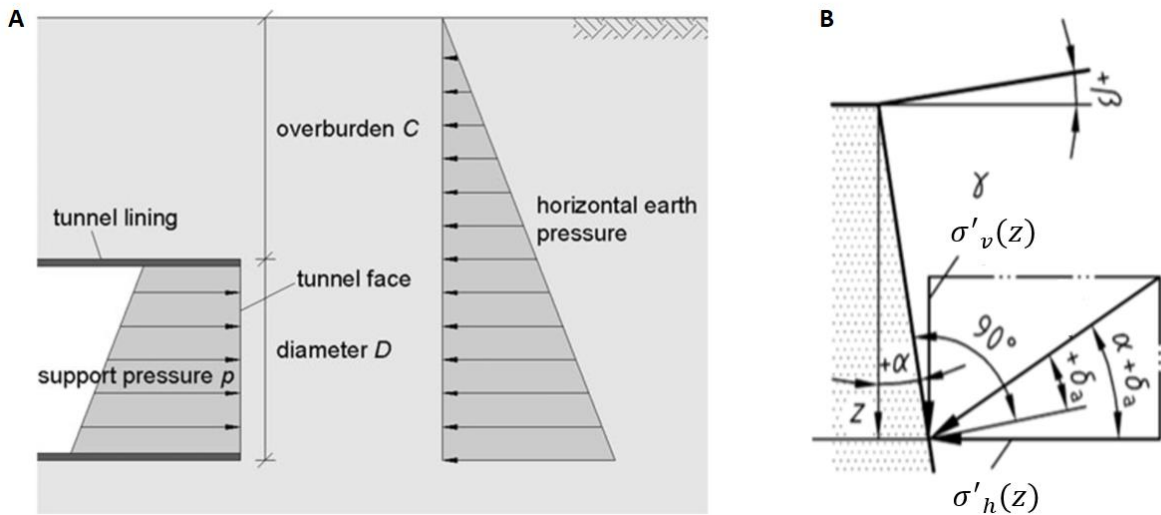 A
overburden C
tunnel lining
horizontal earth
pressure
tunnel face
diameter D
support pressure p
B
+β
γ
σ'ᵥ(z)
90°
+α
+δₐ
α+δₐ
z
σ'ₕ(z)